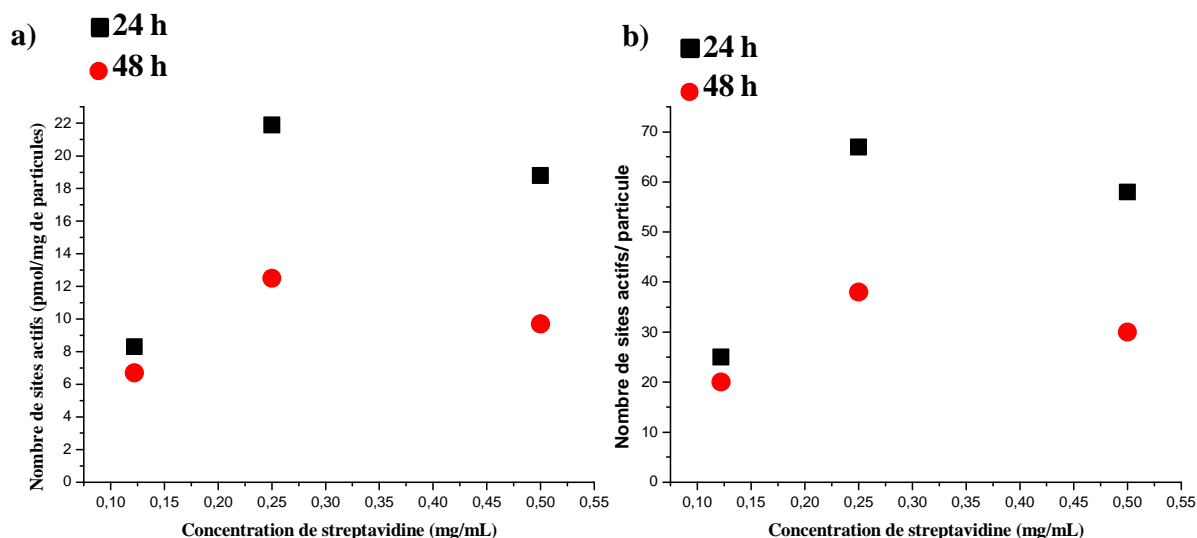 a)
24 h
48 h
Nombre de sites actifs (pmol/mg de particules)
22
20
18
16
14
12
10
8
6
4
2
0
0,10 0,15 0,20 0,25 0,30 0,35 0,40 0,45 0,50 0,55
Concentration de streptavidine (mg/mL)
b)
24 h
48 h
Nombre de sites actifs/ particule
70
60
50
40
30
20
10
0
0,10 0,15 0,20 0,25 0,30 0,35 0,40 0,45 0,50 0,55
Concentration de streptavidine (mg/mL)